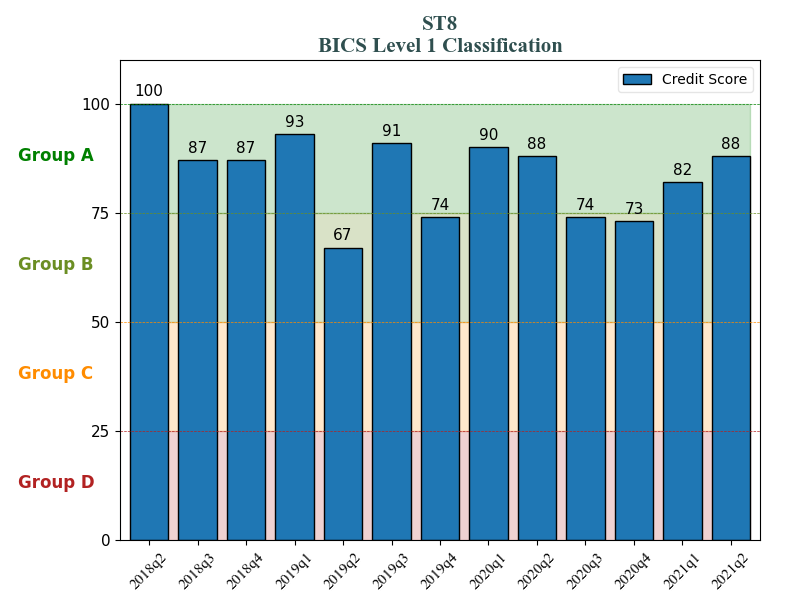 ST8
BICS Level 1 Classification
Credit Score
100
87
87
93
67
91
74
90
88
74
73
82
88
100
75
50
25
0
Group A
Group B
Group C
Group D
2018q2
2018q3
2018q4
2019q1
2019q2
2019q3
2019q4
2020q1
2020q2
2020q3
2020q4
2021q1
2021q2